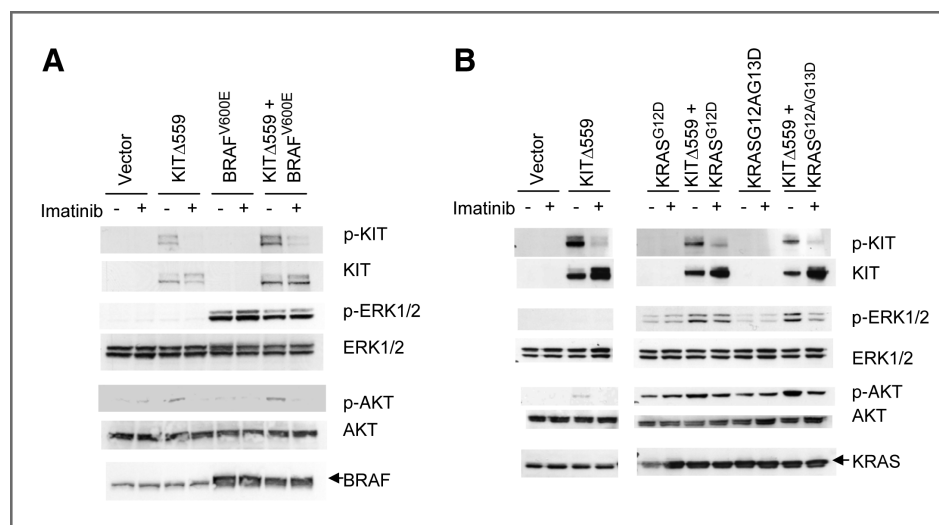 A
Vector
KITΔ559
BRAFV600E
KITΔ559 +
BRAFV600E
Imatinib - + - + - + - +
p-KIT
KIT
p-ERK1/2
ERK1/2
p-AKT
AKT
BRAF
B
Vector
KITΔ559
KRASG12D
KITΔ559 +
KRASG12D
KRASG12AG13D
KITΔ559 +
KRASG12A/G13D
Imatinib - + - + - + - + - + - +
p-KIT
KIT
p-ERK1/2
ERK1/2
p-AKT
AKT
KRAS